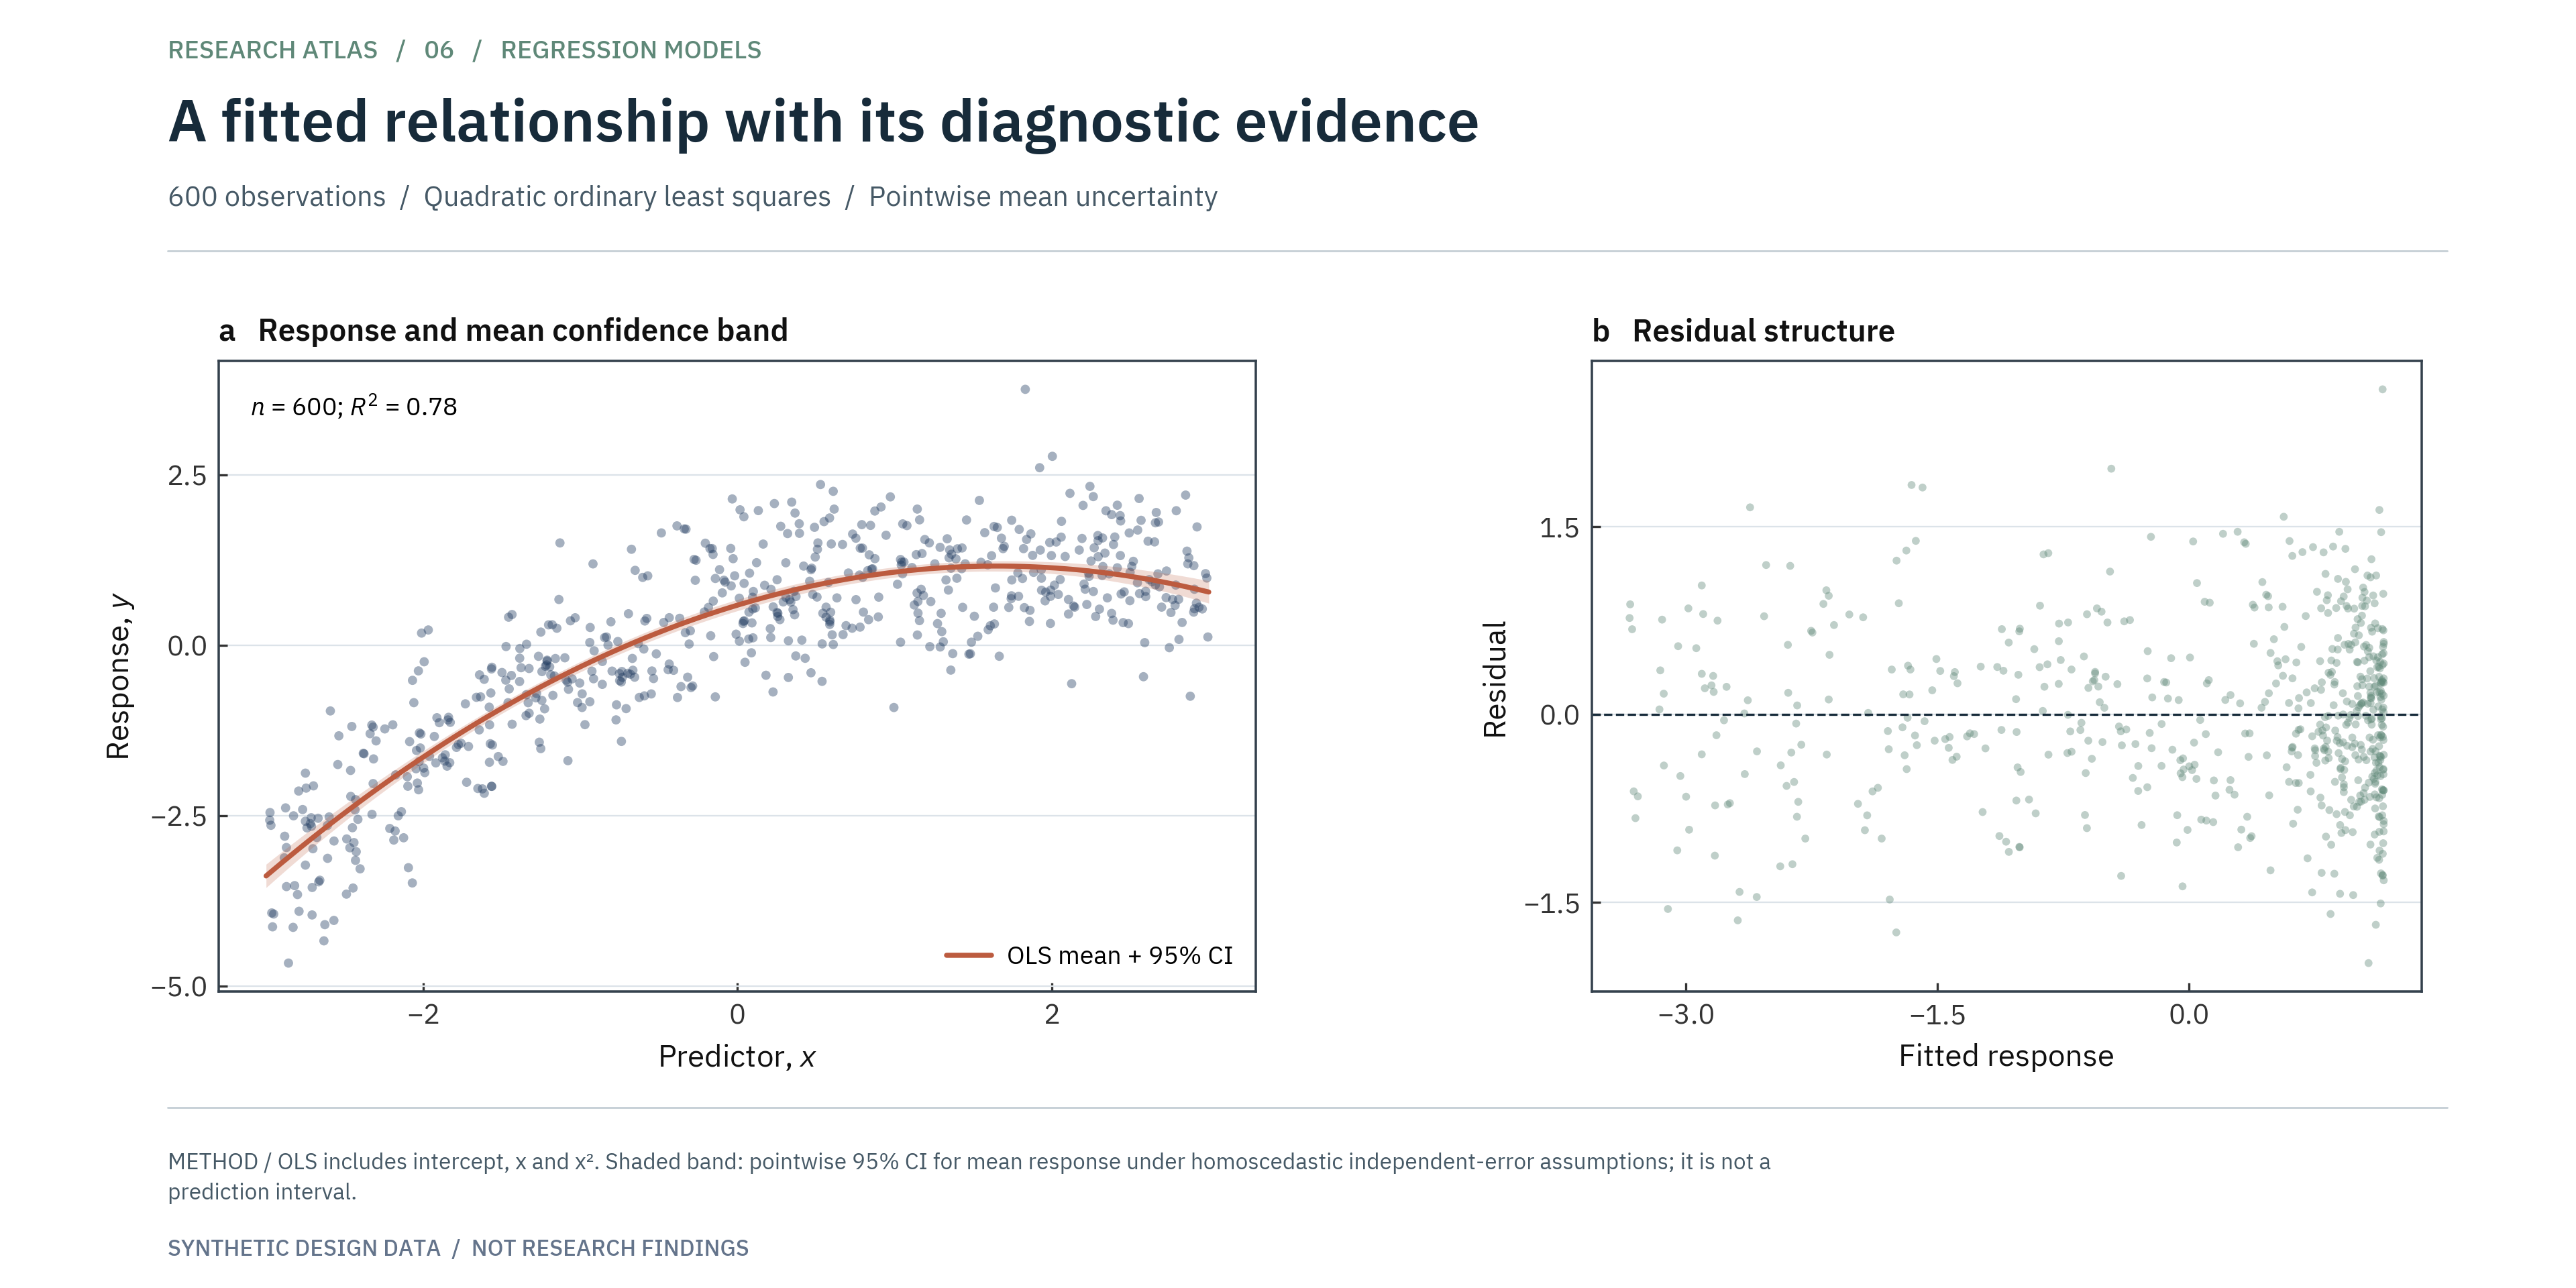 RESEARCH ATLAS / 06 / REGRESSION MODELS
A fitted relationship with its diagnostic evidence
600 observations / Quadratic ordinary least squares / Pointwise mean uncertainty
a Response and mean confidence band
n = 600; R² = 0.78
2.5
0.0
−2.5
−5.0
Response, y
−2 0 2
Predictor, x
OLS mean + 95% CI
b Residual structure
1.5
0.0
−1.5
Residual
−3.0 −1.5 0.0
Fitted response
METHOD / OLS includes intercept, x and x². Shaded band: pointwise 95% CI for mean response under homoscedastic independent-error assumptions; it is not a
prediction interval.
SYNTHETIC DESIGN DATA / NOT RESEARCH FINDINGS